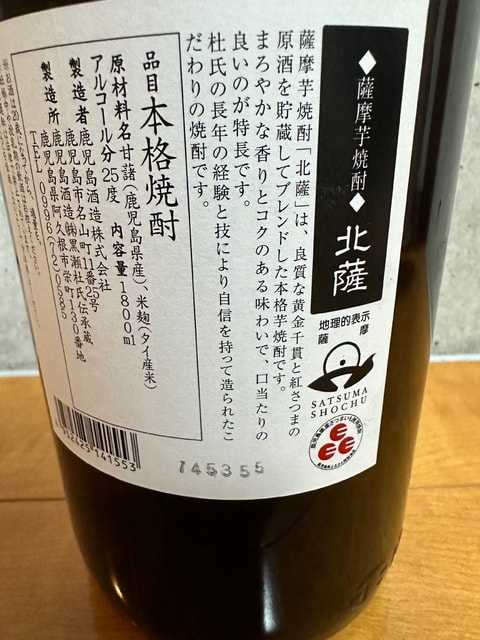 ◆薩摩芋焼酎◆ 北薩
地理的表示
薩摩
SATSUMA
SHOCHU
薩摩芋焼酎「北薩」は、良質な黄金千貫と紅さつまの
原酒を貯蔵してブレンドした本格芋焼酎です。
まろやかな香りとコクのある味わいで、口当たりの
良いのが特長です。
杜氏の長年の経験と技により自信を持って造られたこ
だわりの焼酎です。
品目 本格焼酎
原材料名 甘藷(鹿児島県産)、米麹(タイ産米)
アルコール分 25度 内容量 1800ml
製造者 鹿児島酒造株式会社
鹿児島市名山町11番25号
製造所 鹿児島酒造㈱黒瀬杜氏伝承蔵
鹿児島県阿久根市栄町130番地
TEL 0996(72)0585
145355